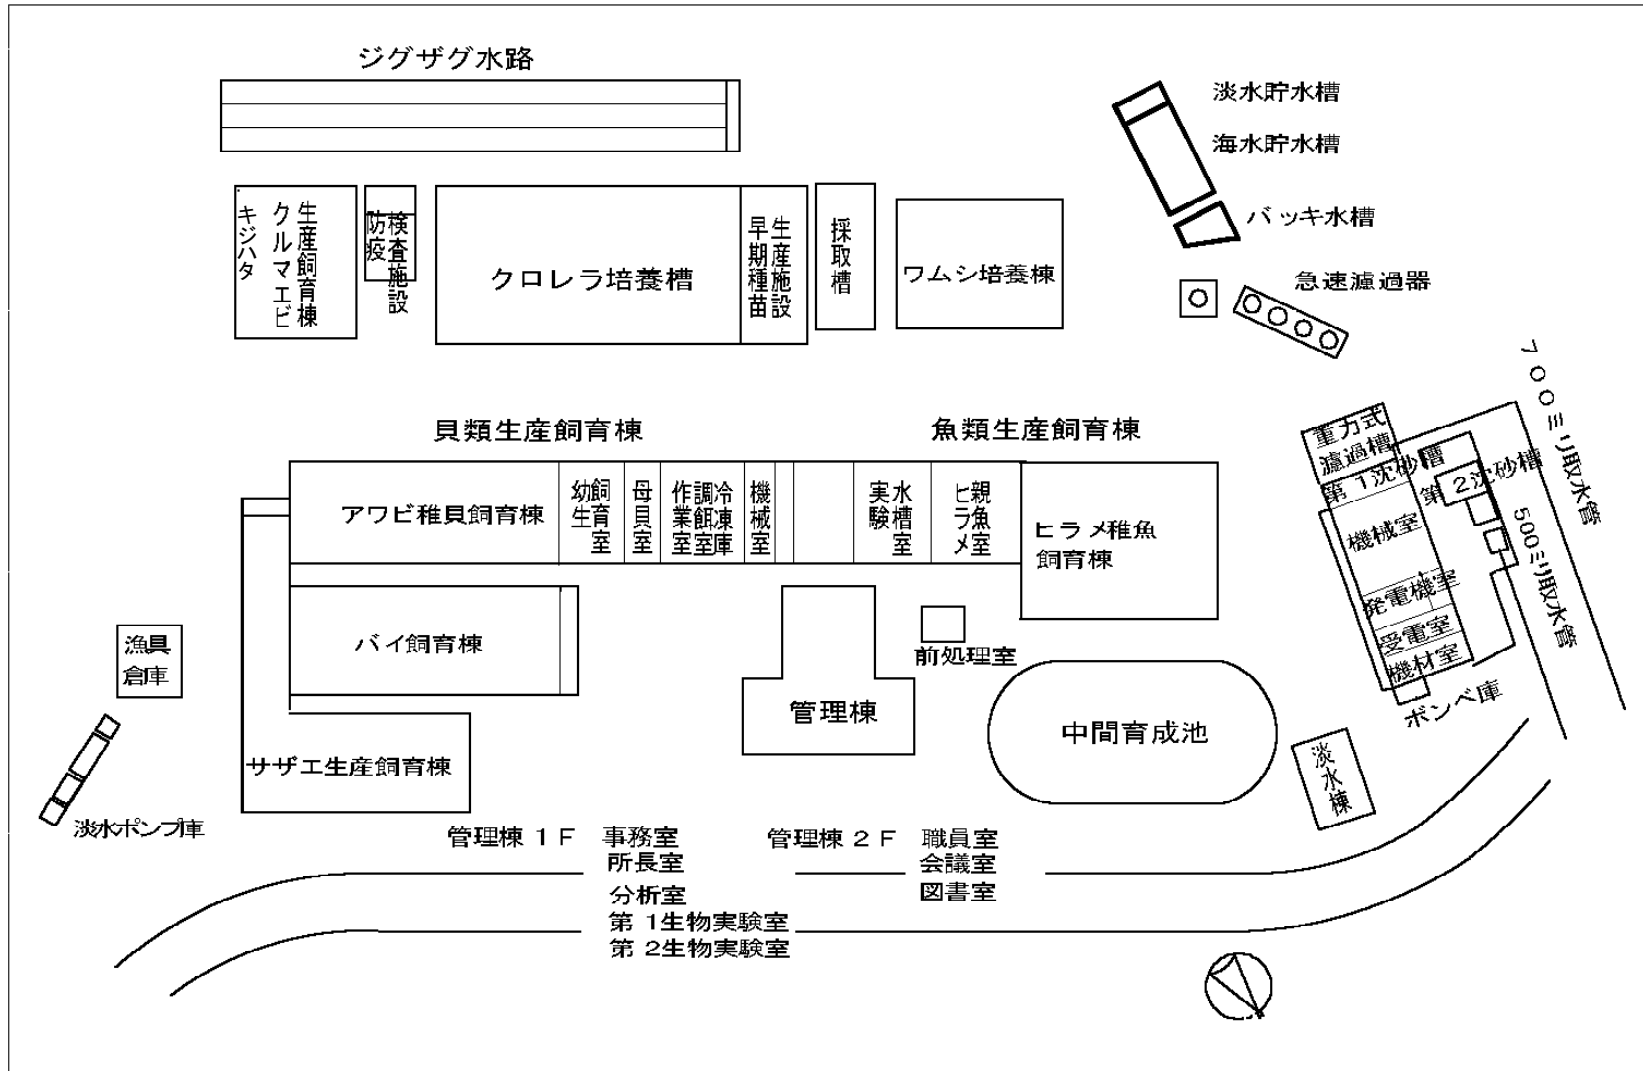 ジグザグ水路
淡水貯水槽
海水貯水槽
バッキ水槽
急速濾過器
生産飼育棟
クルマエビ
キジハタ
検査施設
防疫
クロレラ培養槽
生産施設
早期種苗
採取槽
ワムシ培養棟
700ミリ取水管
500ミリ取水管
貝類生産飼育棟
魚類生産飼育棟
アワビ稚貝飼育棟
飼育室
幼生
母貝室
冷凍庫
調餌室
作業室
機械室
水槽室
実験
親魚室
ヒラメ
ヒラメ稚魚
飼育棟
重力式
濾過槽
第1沈砂槽
第2沈砂槽
機械室
発電機室
受電室
機材室
ボンベ庫
バイ飼育棟
漁具
倉庫
前処理室
管理棟
中間育成池
淡水棟
サザエ生産飼育棟
淡水ポンプ庫
管理棟1F 事務室
所長室
分析室
第1生物実験室
第2生物実験室
管理棟2F 職員室
会議室
図書室